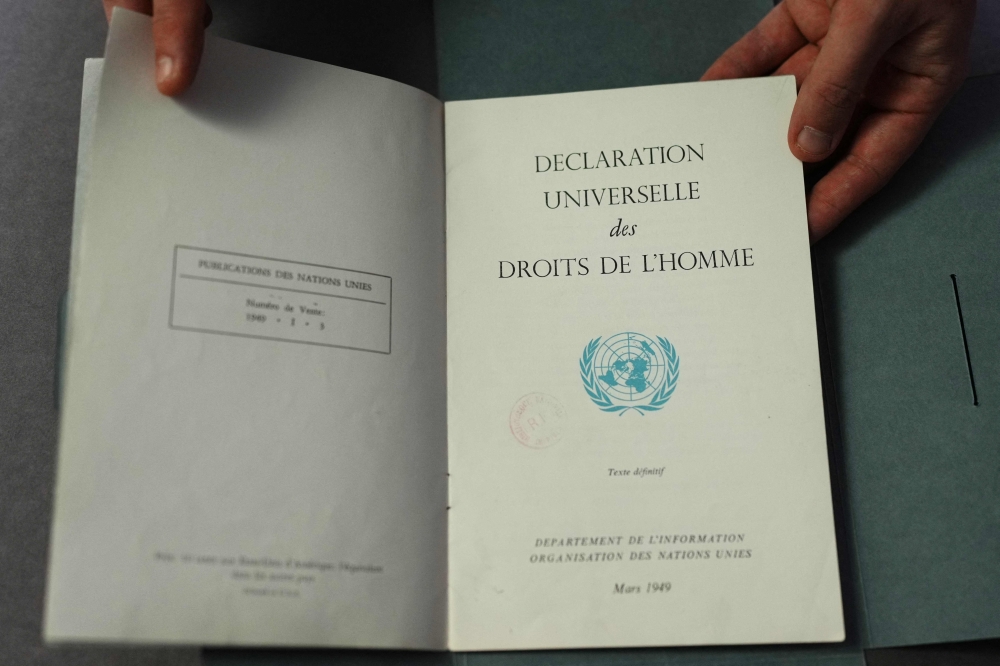 PUBLICATIONS DES NATIONS UNIES
Numéro de Vente:
1949 • I • 3
DECLARATION
UNIVERSELLE
des
DROITS DE L'HOMME
Texte définitif
DEPARTEMENT DE L'INFORMATION
ORGANISATION DES NATIONS UNIES
Mars 1949